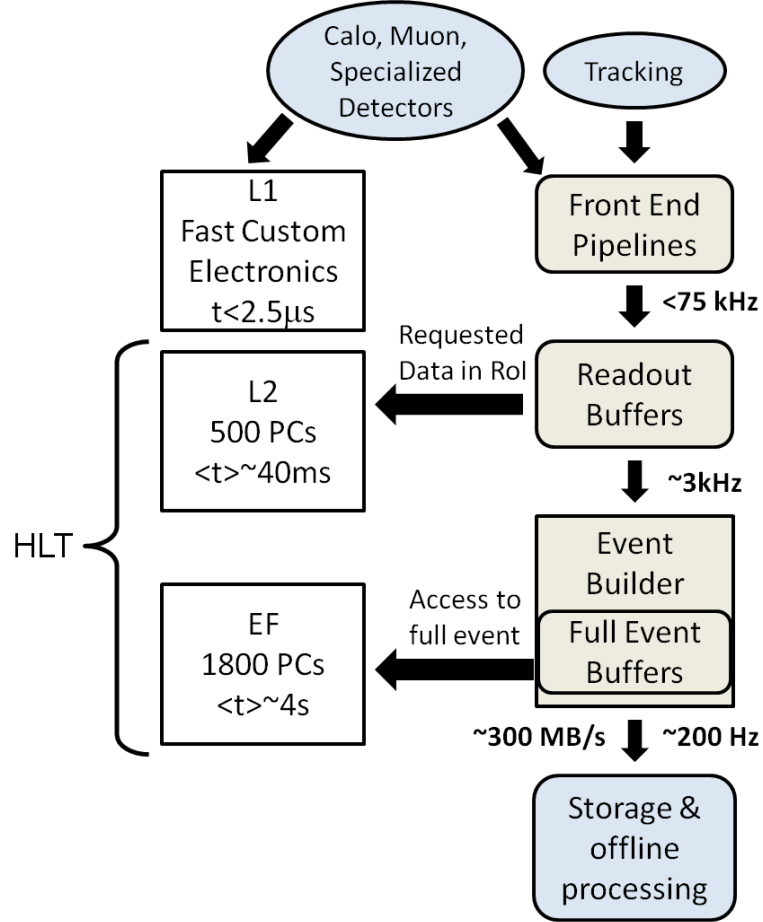 Calo, Muon,
Specialized
Detectors
Tracking
L1
Fast Custom
Electronics
t<2.5μs
Front End
Pipelines
<75 kHz
Requested
Data in RoI
Readout
Buffers
L2
500 PCs
<t>~40ms
~3kHz
HLT
Event
Builder
Full Event
Buffers
Access to
full event
EF
1800 PCs
<t>~4s
~300 MB/s
~200 Hz
Storage &
offline
processing